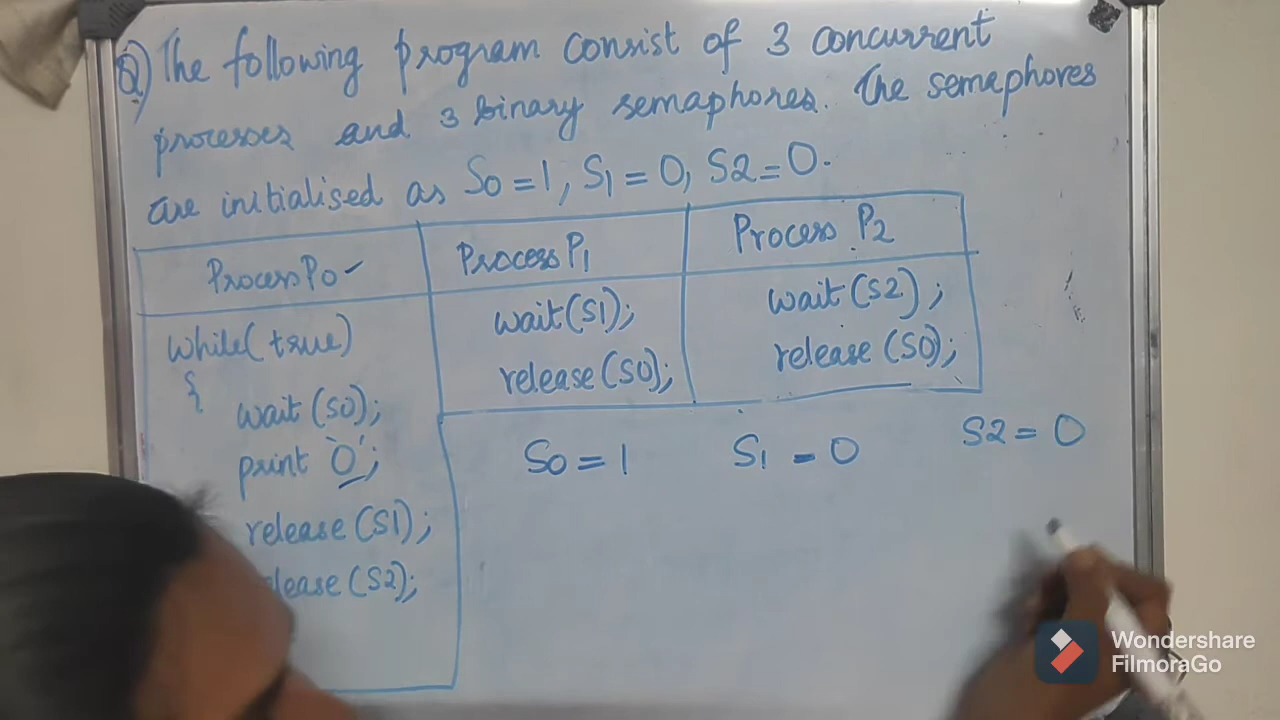 Q) The following program consist of 3 concurrent
processes and 3 binary semaphores. The semaphores
are initialised as S0 = 1, S1 = 0, S2 = 0.
Process P0 ✓ Process P1 Process P2
while(true)
{
wait(S0);
print '0';
release(S1);
lease(S2);
wait(S1);
release(S0);
wait(S2);
release(S0);
S0 = 1 S1 = 0 S2 = 0
Wondershare
FilmoraGo